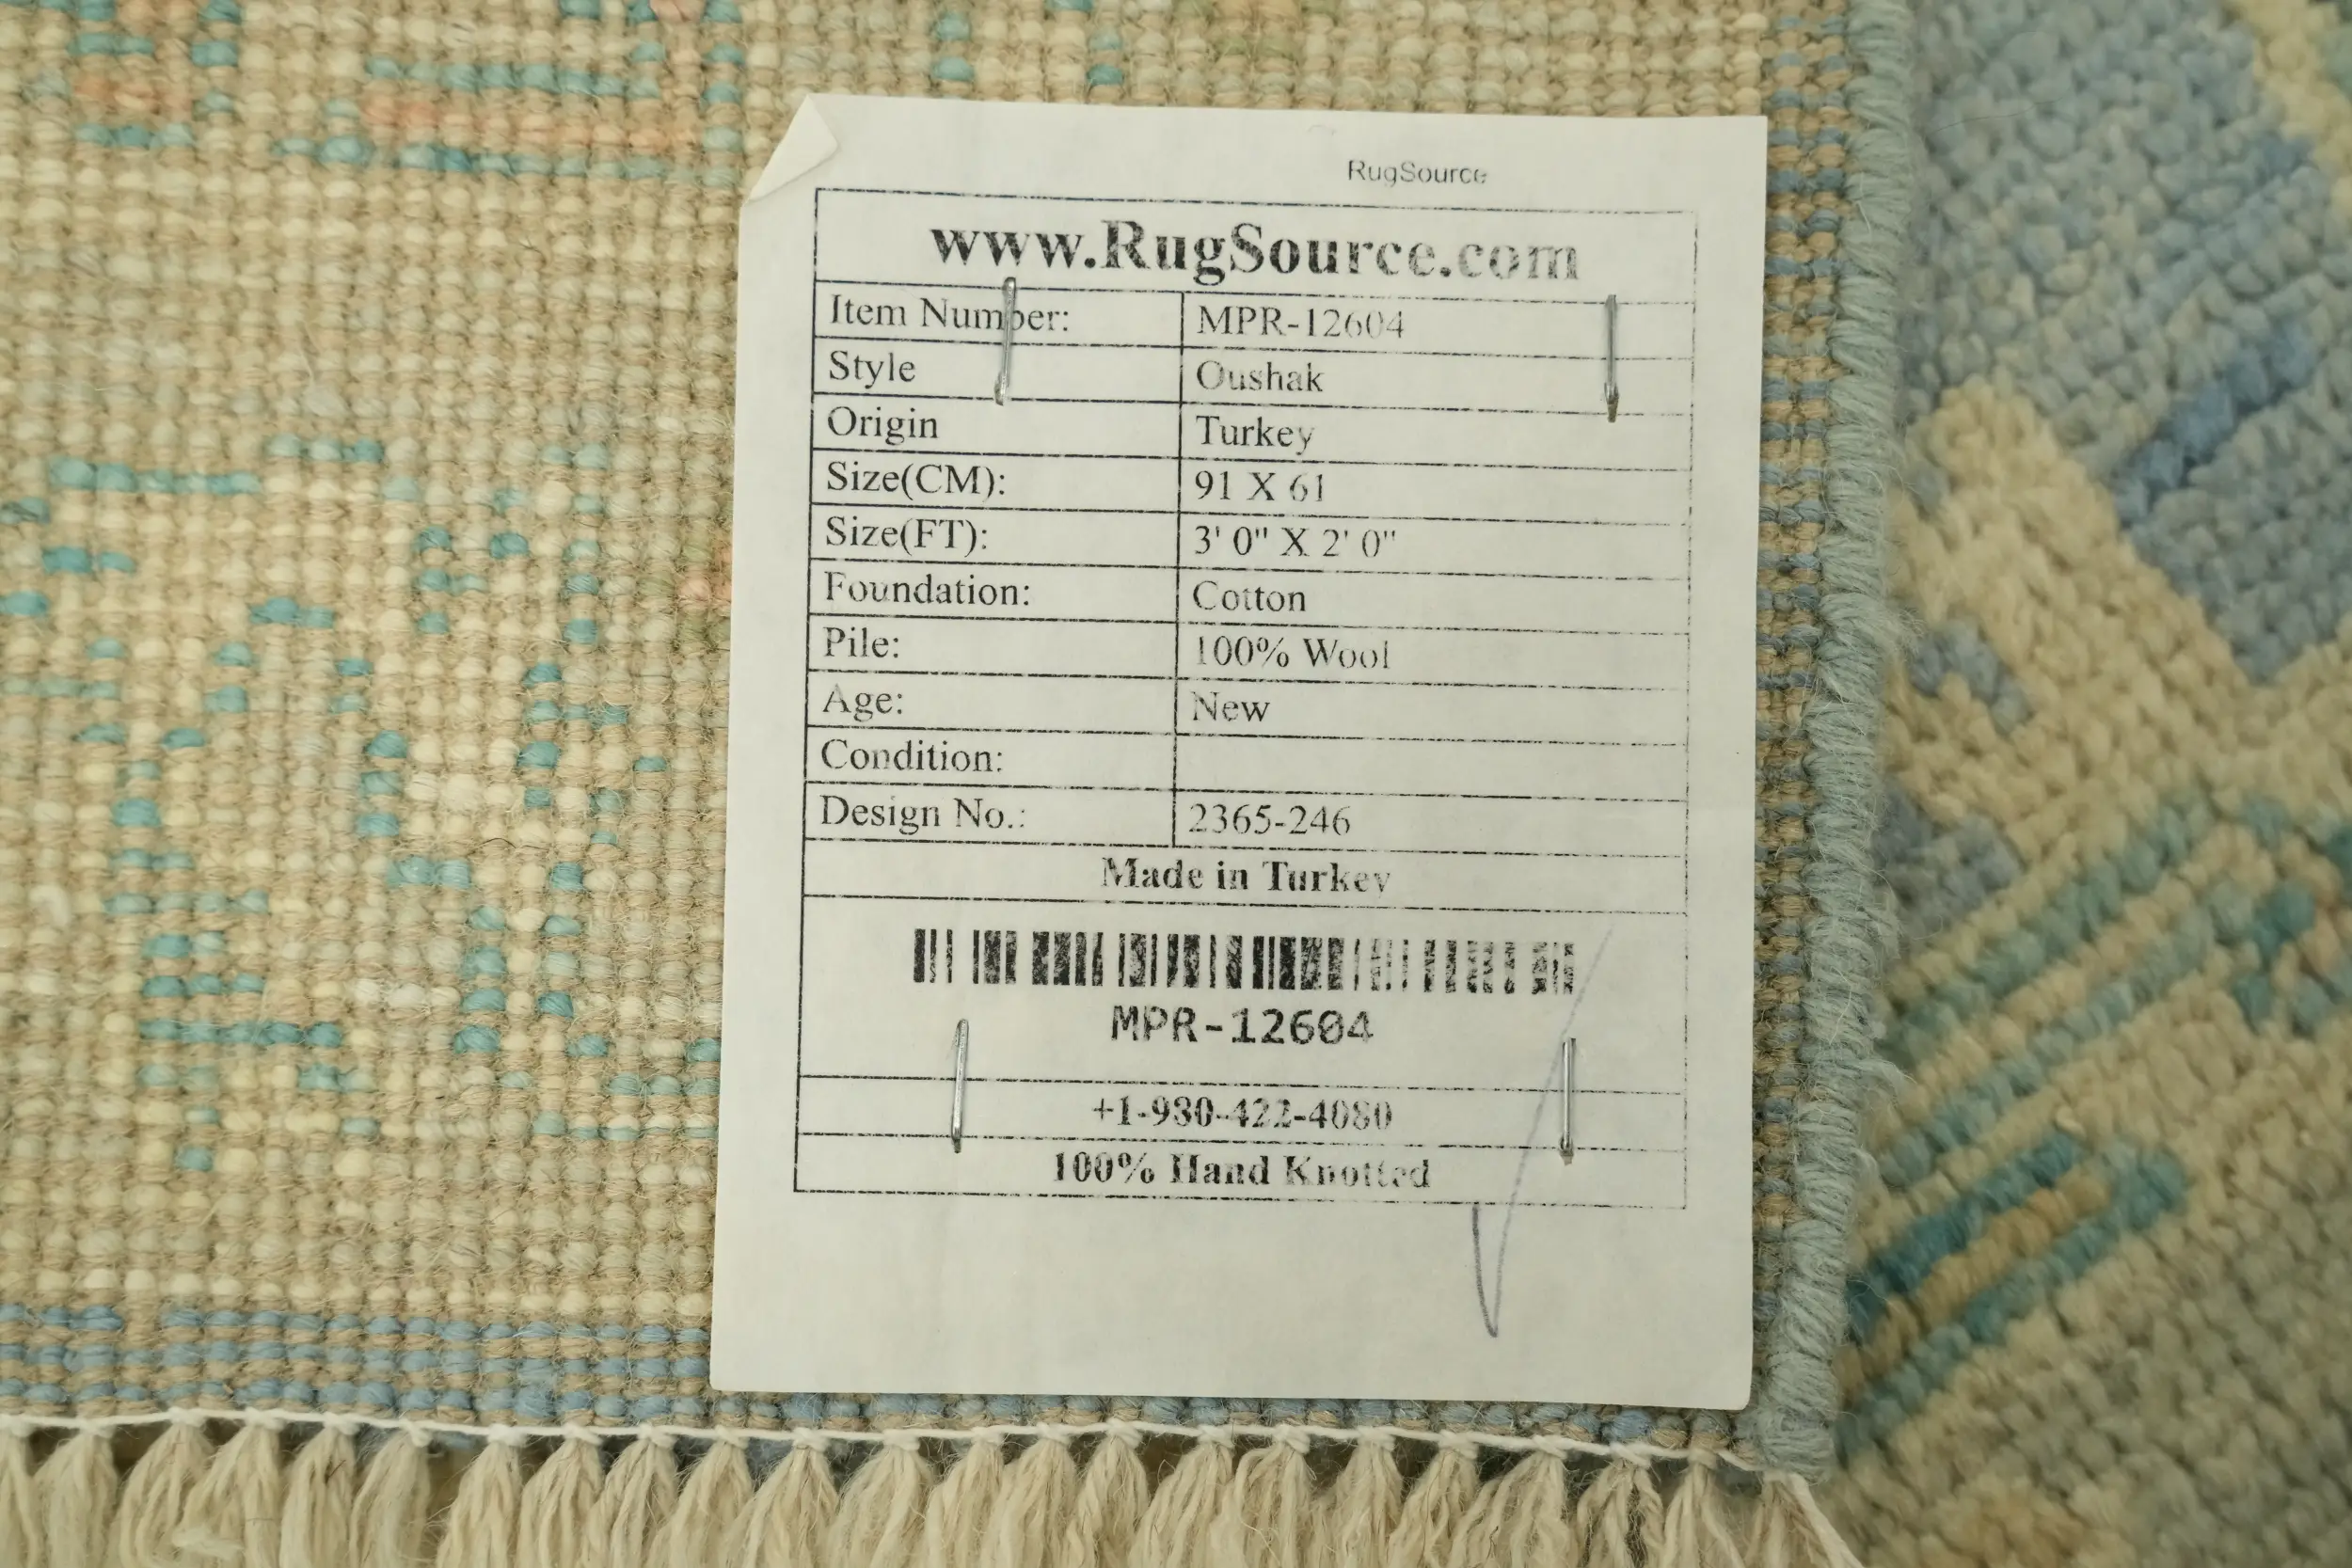 RugSource
www.RugSource.com
Item Number: MPR-12604
Style Oushak
Origin Turkey
Size(CM): 91 X 61
Size(FT): 3' 0" X 2' 0"
Foundation: Cotton
Pile: 100% Wool
Age: New
Condition:
Design No.: 2365-246
Made in Turkey
MPR-12604
+1-980-422-4080
100% Hand Knotted